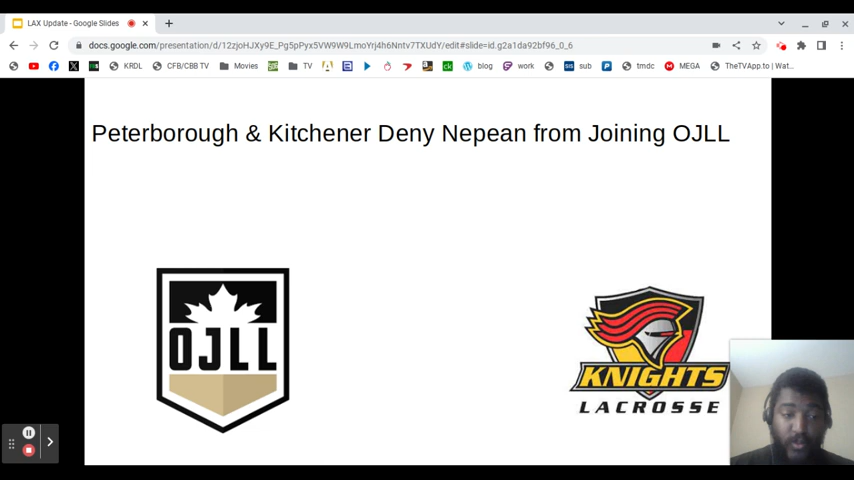 LAX Update - Google Slides
docs.google.com/presentation/d/12zjoHJXy9E_Pg5pPyx5VW9W9LmoYrj4h6Nntv7TXUdY/edit#slide=id.g2a1da92bf96_0_6
KRDL CFB/CBB TV Movies TV blog work sub tmdc MEGA TheTVApp.to | Wat...
Peterborough & Kitchener Deny Nepean from Joining OJLL
OJLL
KNIGHTS
LACROSSE